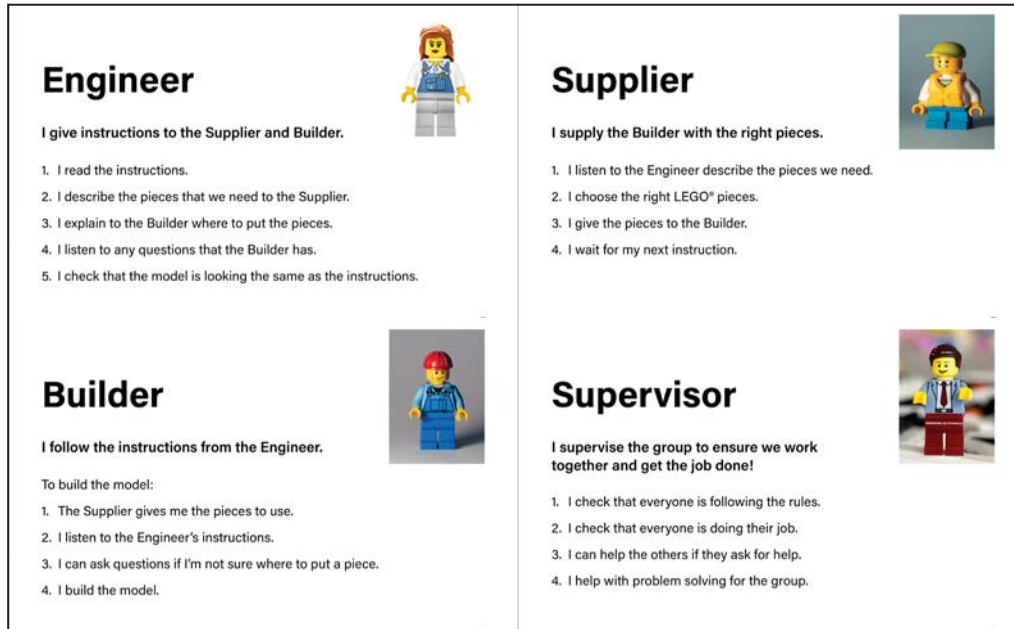 Engineer
I give instructions to the Supplier and Builder.
1. I read the instructions.
2. I describe the pieces that we need to the Supplier.
3. I explain to the Builder where to put the pieces.
4. I listen to any questions that the Builder has.
5. I check that the model is looking the same as the instructions.
Supplier
I supply the Builder with the right pieces.
1. I listen to the Engineer describe the pieces we need.
2. I choose the right LEGO® pieces.
3. I give the pieces to the Builder.
4. I wait for my next instruction.
Builder
I follow the instructions from the Engineer.
To build the model:
1. The Supplier gives me the pieces to use.
2. I listen to the Engineer’s instructions.
3. I can ask questions if I’m not sure where to put a piece.
4. I build the model.
Supervisor
I supervise the group to ensure we work
together and get the job done!
1. I check that everyone is following the rules.
2. I check that everyone is doing their job.
3. I can help the others if they ask for help.
4. I help with problem solving for the group.